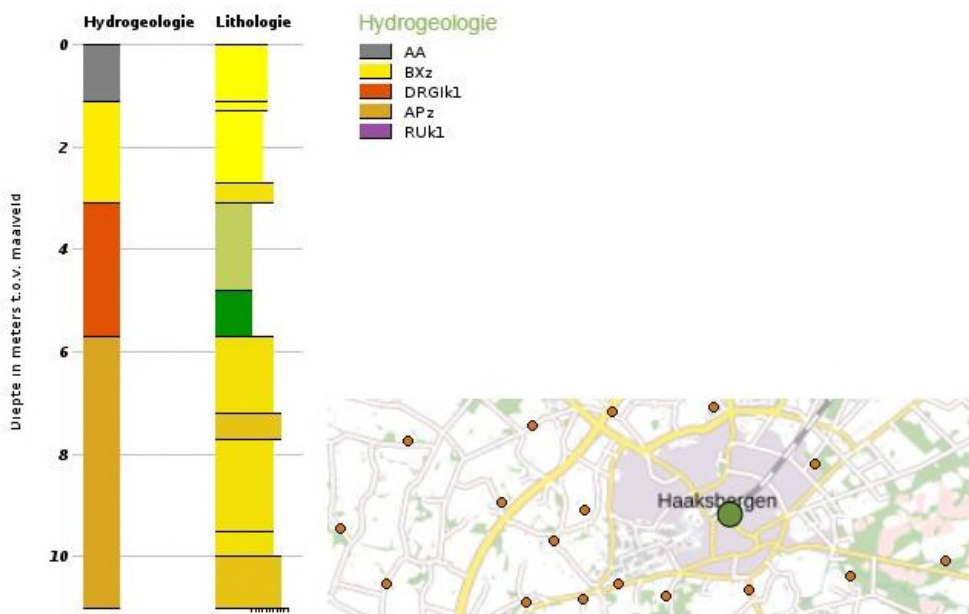 Hydrogeologie Lithologie
Hydrogeologie
AA
BXz
DRGIk1
APz
RUk1
0
2
4
6
8
10
Diepte in meters t.o.v. maaiveld
Haaksbergen